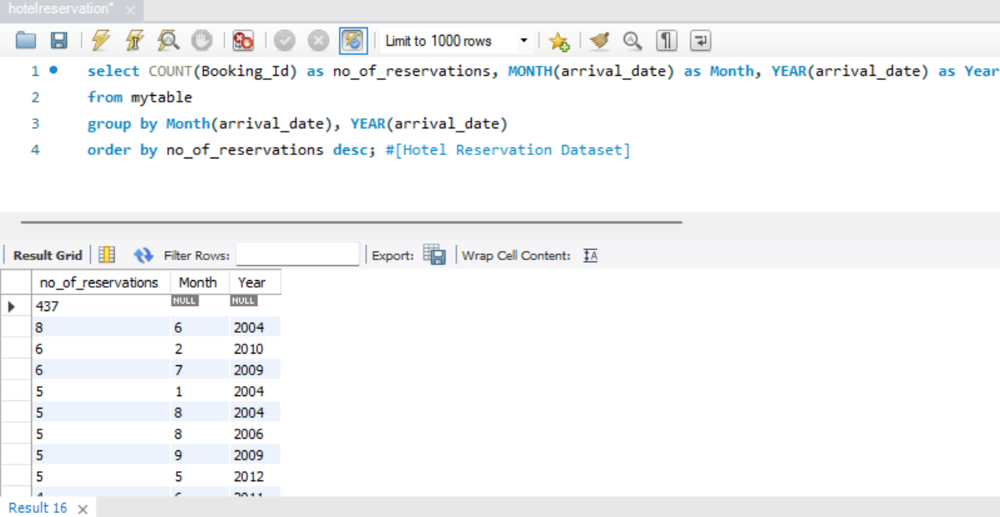 hotelreservation* ×
Limit to 1000 rows
1 select COUNT(Booking_Id) as no_of_reservations, MONTH(arrival_date) as Month, YEAR(arrival_date) as Year
2 from mytable
3 group by Month(arrival_date), YEAR(arrival_date)
4 order by no_of_reservations desc; #[Hotel Reservation Dataset]
Result Grid Filter Rows: Export: Wrap Cell Content: IA
no_of_reservations Month Year
437 NULL NULL
8 6 2004
6 2 2010
6 7 2009
5 1 2004
5 8 2004
5 8 2006
5 9 2009
5 5 2012
Result 16 ×